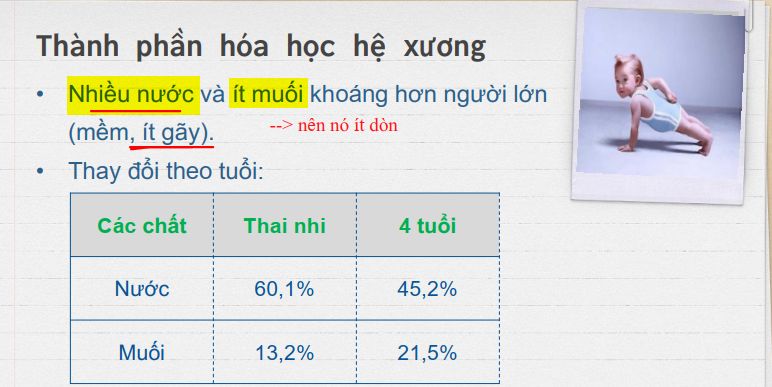 Thành phần hóa học hệ xương
• Nhiều nước và ít muối khoáng hơn người lớn
(mềm, ít gãy).
--> nên nó ít dòn
• Thay đổi theo tuổi:
Các chất Thai nhi 4 tuổi
Nước 60,1% 45,2%
Muối 13,2% 21,5%